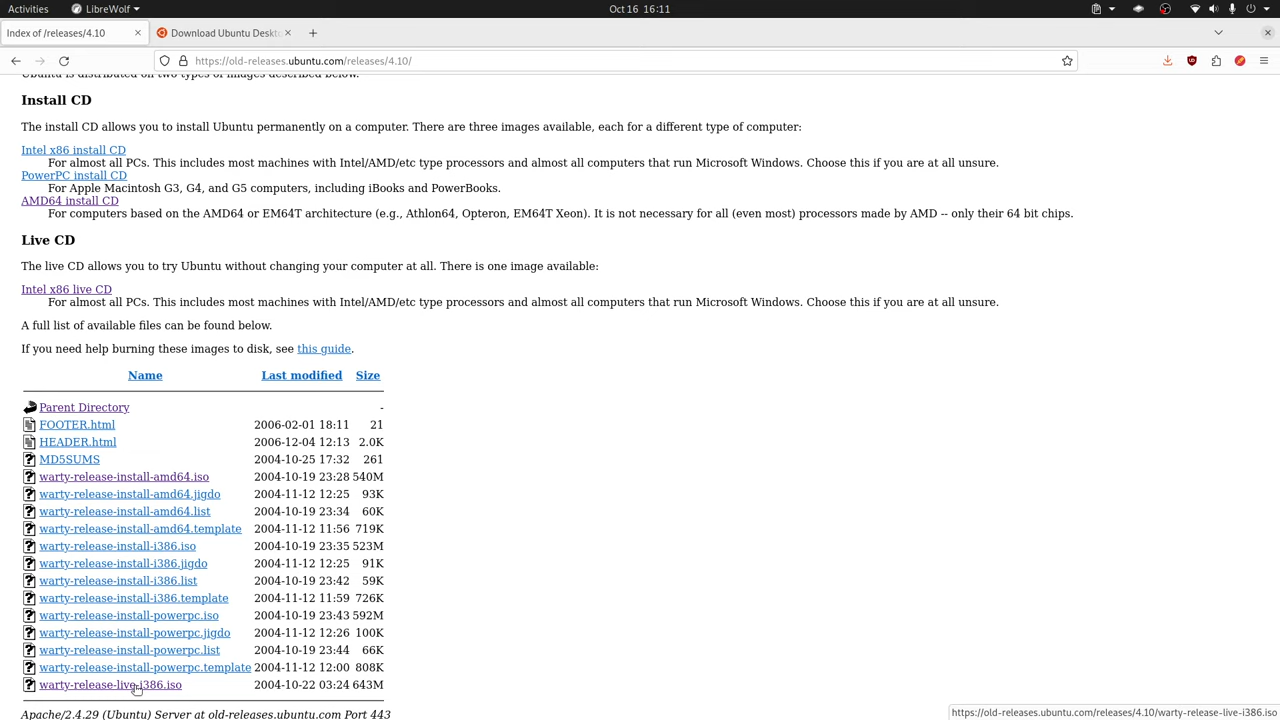 Activities LibreWolf Oct 16 16:11
Index of /releases/4.10 Download Ubuntu Deskt
https://old-releases.ubuntu.com/releases/4.10/
Ubuntu is distributed on two types of images described below.
Install CD
The install CD allows you to install Ubuntu permanently on a computer. There are three images available, each for a different type of computer:
Intel x86 install CD
For almost all PCs. This includes most machines with Intel/AMD/etc type processors and almost all computers that run Microsoft Windows. Choose this if you are at all unsure.
PowerPC install CD
For Apple Macintosh G3, G4, and G5 computers, including iBooks and PowerBooks.
AMD64 install CD
For computers based on the AMD64 or EM64T architecture (e.g., Athlon64, Opteron, EM64T Xeon). It is not necessary for all (even most) processors made by AMD -- only their 64 bit chips.
Live CD
The live CD allows you to try Ubuntu without changing your computer at all. There is one image available:
Intel x86 live CD
For almost all PCs. This includes most machines with Intel/AMD/etc type processors and almost all computers that run Microsoft Windows. Choose this if you are at all unsure.
A full list of available files can be found below.
If you need help burning these images to disk, see this guide.
Name Last modified Size
Parent Directory -
FOOTER.html 2006-02-01 18:11 21
HEADER.html 2006-12-04 12:13 2.0K
MD5SUMS 2004-10-25 17:32 261
warty-release-install-amd64.iso 2004-10-19 23:28 540M
warty-release-install-amd64.jigdo 2004-11-12 12:25 93K
warty-release-install-amd64.list 2004-10-19 23:34 60K
warty-release-install-amd64.template 2004-11-12 11:56 719K
warty-release-install-i386.iso 2004-10-19 23:35 523M
warty-release-install-i386.jigdo 2004-11-12 12:25 91K
warty-release-install-i386.list 2004-10-19 23:42 59K
warty-release-install-i386.template 2004-11-12 11:59 726K
warty-release-install-powerpc.iso 2004-10-19 23:43 592M
warty-release-install-powerpc.jigdo 2004-11-12 12:26 100K
warty-release-install-powerpc.list 2004-10-19 23:44 66K
warty-release-install-powerpc.template 2004-11-12 12:00 808K
warty-release-live-i386.iso 2004-10-22 03:24 643M
Apache/2.4.29 (Ubuntu) Server at old-releases.ubuntu.com Port 443
https://old-releases.ubuntu.com/releases/4.10/warty-release-live-i386.iso